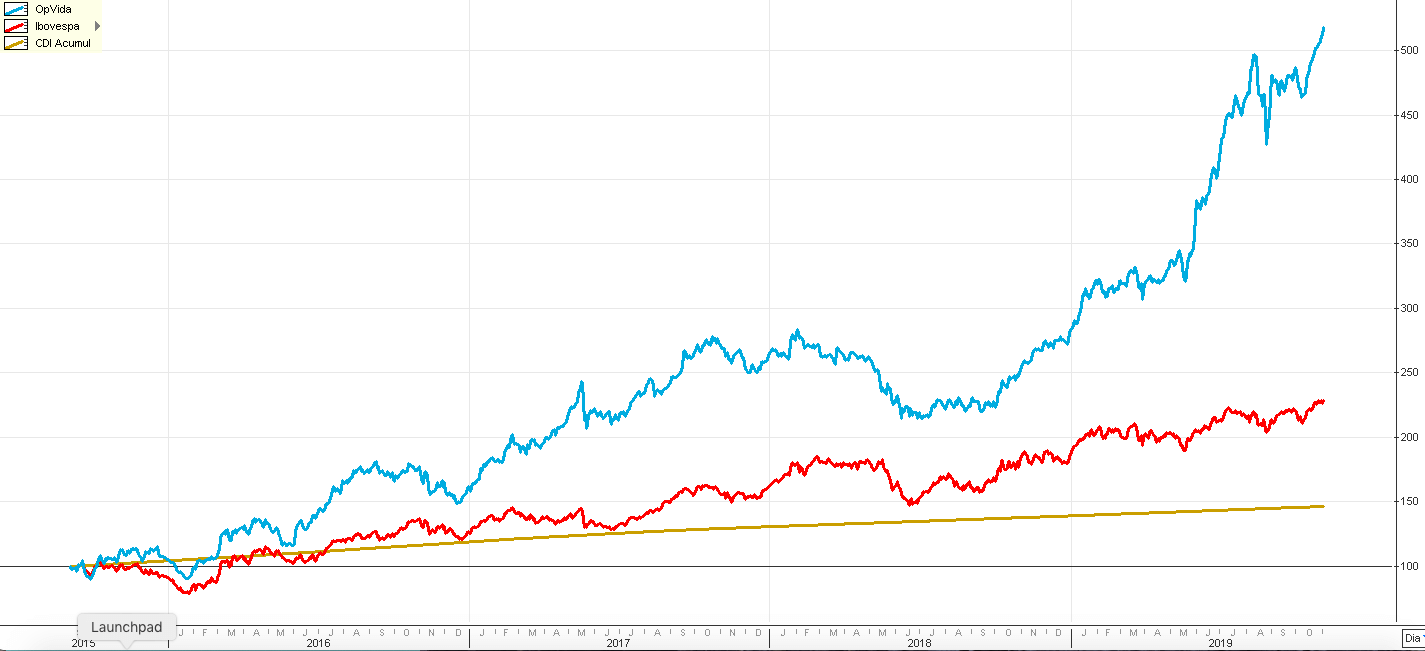 OpVida
Ibovespa
CDI Acumul
500
450
400
350
300
250
200
150
100
Launchpad
J F M A M J J A S O N D J F M A M J J A S O N D J F M A M J J A S O N D J F M A M J J A S O
2015 2016 2017 2018 2019
Dia